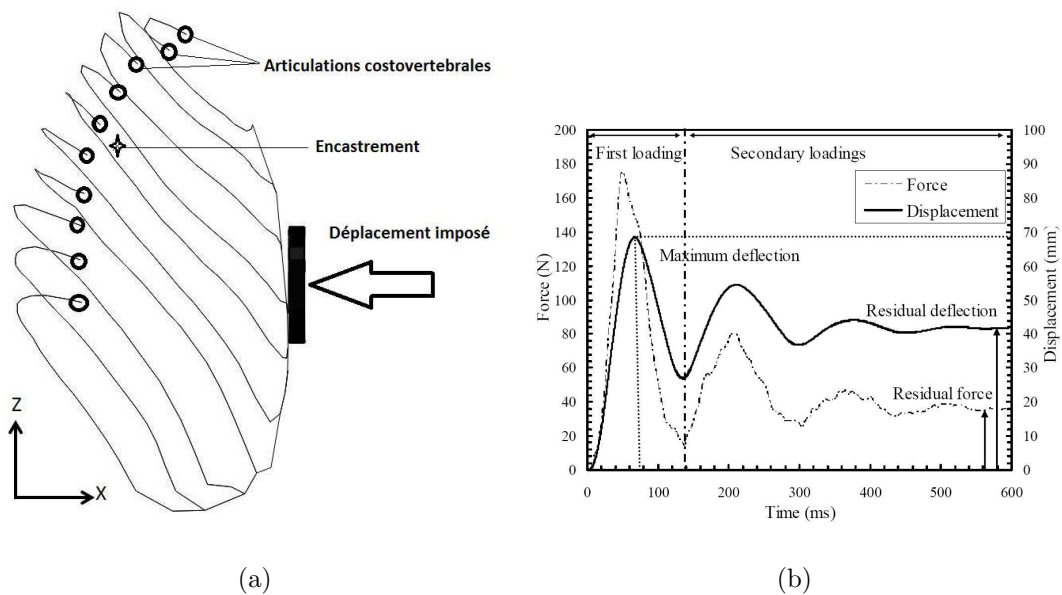 Articulations costovertebrales
Encastrement
Déplacement imposé
Z
X
(a)
200
180
160
140
120
100
80
60
40
20
0
Force (N)
First loading
Secondary loadings
Force
Displacement
Maximum deflection
Residual deflection
Residual force
100
90
80
70
60
50
40
30
20
10
0
Displacement (mm)
0 100 200 300 400 500 600
Time (ms)
(b)